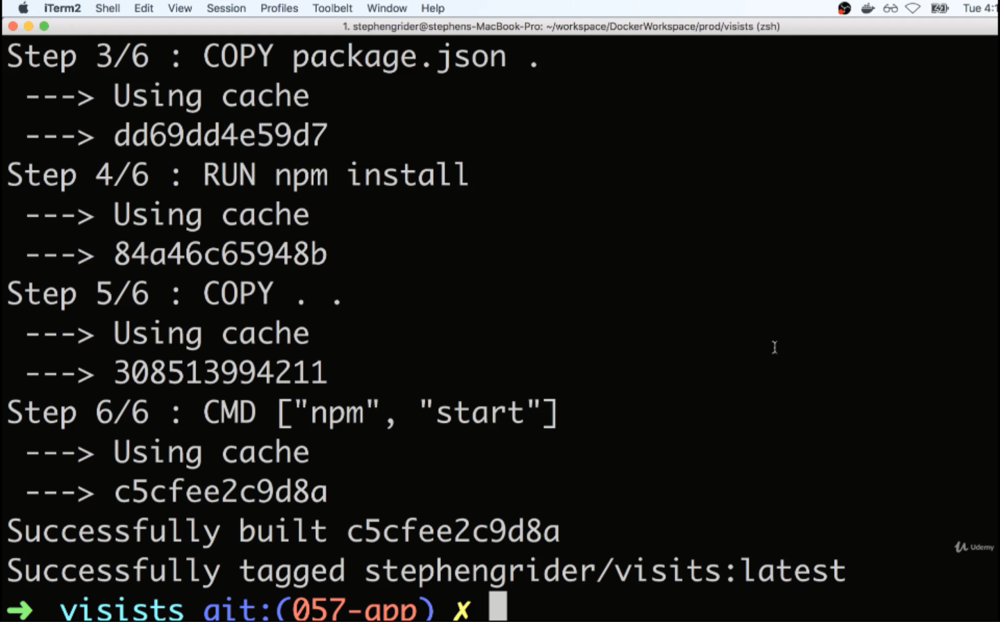 iTerm2 Shell Edit View Session Profiles Toolbelt Window Help Tue 4:1
1. stephengrider@stephens-MacBook-Pro: ~/workspace/DockerWorkspace/prod/visists (zsh)
Step 3/6 : COPY package.json .
---> Using cache
---> dd69dd4e59d7
Step 4/6 : RUN npm install
---> Using cache
---> 84a46c65948b
Step 5/6 : COPY . .
---> Using cache
---> 308513994211
Step 6/6 : CMD ["npm", "start"]
---> Using cache
---> c5cfee2c9d8a
Successfully built c5cfee2c9d8a
Udemy
Successfully tagged stephengrider/visits:latest
➜ visists git:(057-app) ✗